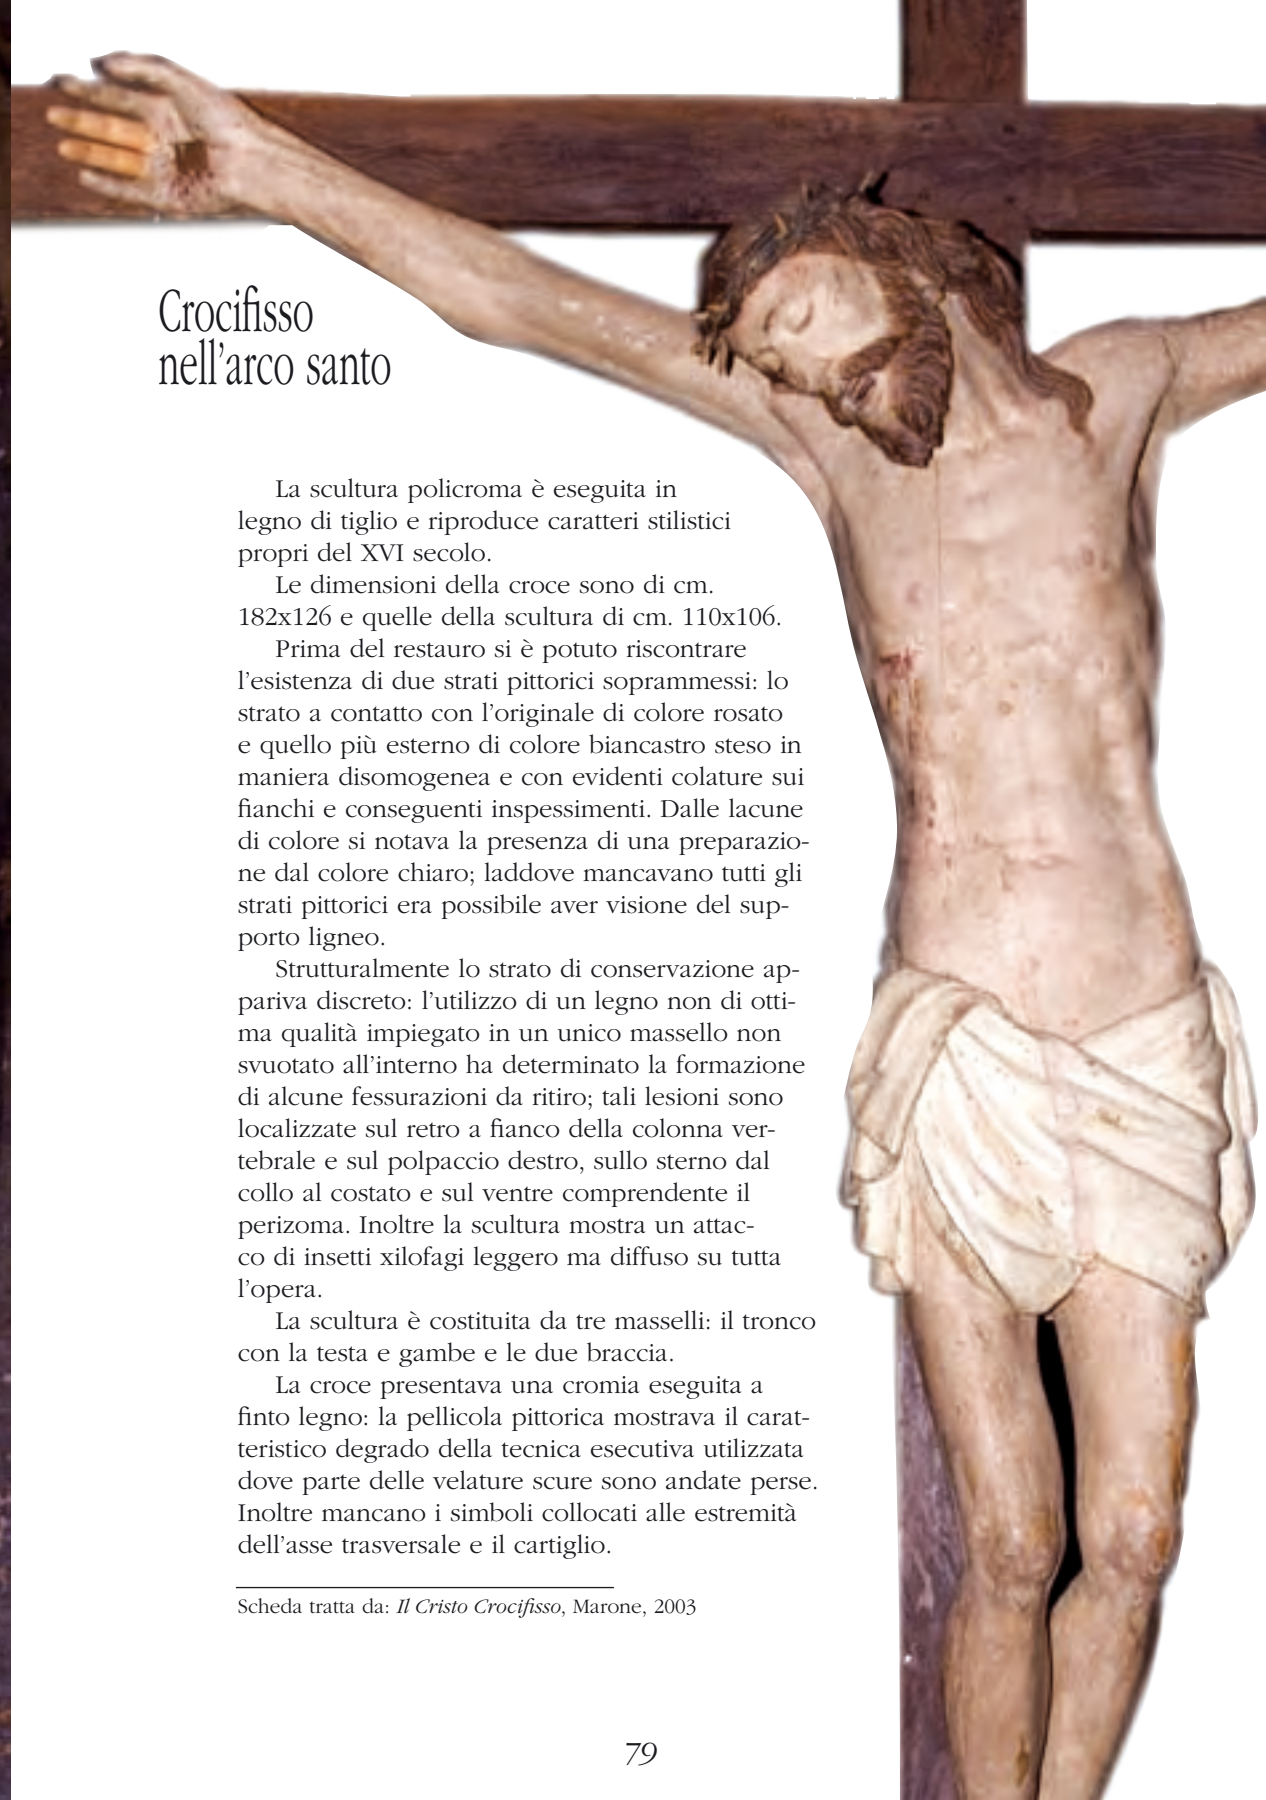 Crocifisso
nell'arco santo
La scultura policroma è eseguita in
legno di tiglio e riproduce caratteri stilistici
propri del XVI secolo.
Le dimensioni della croce sono di cm.
182x126 e quelle della scultura di cm. 110x106.
Prima del restauro si è potuto riscontrare
l'esistenza di due strati pittorici soprammessi: lo
strato a contatto con l'originale di colore rosato
e quello più esterno di colore biancastro steso in
maniera disomogenea e con evidenti colature sui
fianchi e conseguenti inspessimenti. Dalle lacune
di colore si notava la presenza di una preparazio-
ne dal colore chiaro; laddove mancavano tutti gli
strati pittorici era possibile aver visione del sup-
porto ligneo.
Strutturalmente lo strato di conservazione ap-
pariva discreto: l'utilizzo di un legno non di otti-
ma qualità impiegato in un unico massello non
svuotato all'interno ha determinato la formazione
di alcune fessurazioni da ritiro; tali lesioni sono
localizzate sul retro a fianco della colonna ver-
tebrale e sul polpaccio destro, sullo sterno dal
collo al costato e sul ventre comprendente il
perizoma. Inoltre la scultura mostra un attac-
co di insetti xilofagi leggero ma diffuso su tutta
l'opera.
La scultura è costituita da tre masselli: il tronco
con la testa e gambe e le due braccia.
La croce presentava una cromia eseguita a
finto legno: la pellicola pittorica mostrava il carat-
teristico degrado della tecnica esecutiva utilizzata
dove parte delle velature scure sono andate perse.
Inoltre mancano i simboli collocati alle estremità
dell'asse trasversale e il cartiglio.
Scheda tratta da: Il Cristo Crocifisso, Marone, 2003
79